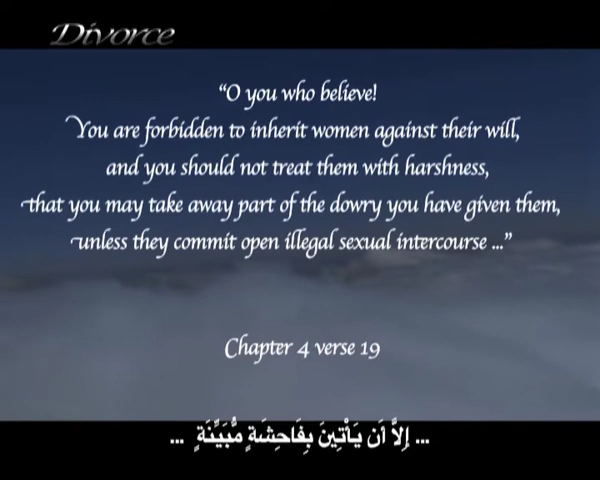 Divorce
“O you who believe!
You are forbidden to inherit women against their will,
and you should not treat them with harshness,
that you may take away part of the dowry you have given them,
unless they commit open illegal sexual intercourse ...”
Chapter 4 verse 19
... إِلاَّ أَن يَأْتِينَ بِفَاحِشَةٍ مُّبَيِّنَةٍ ...